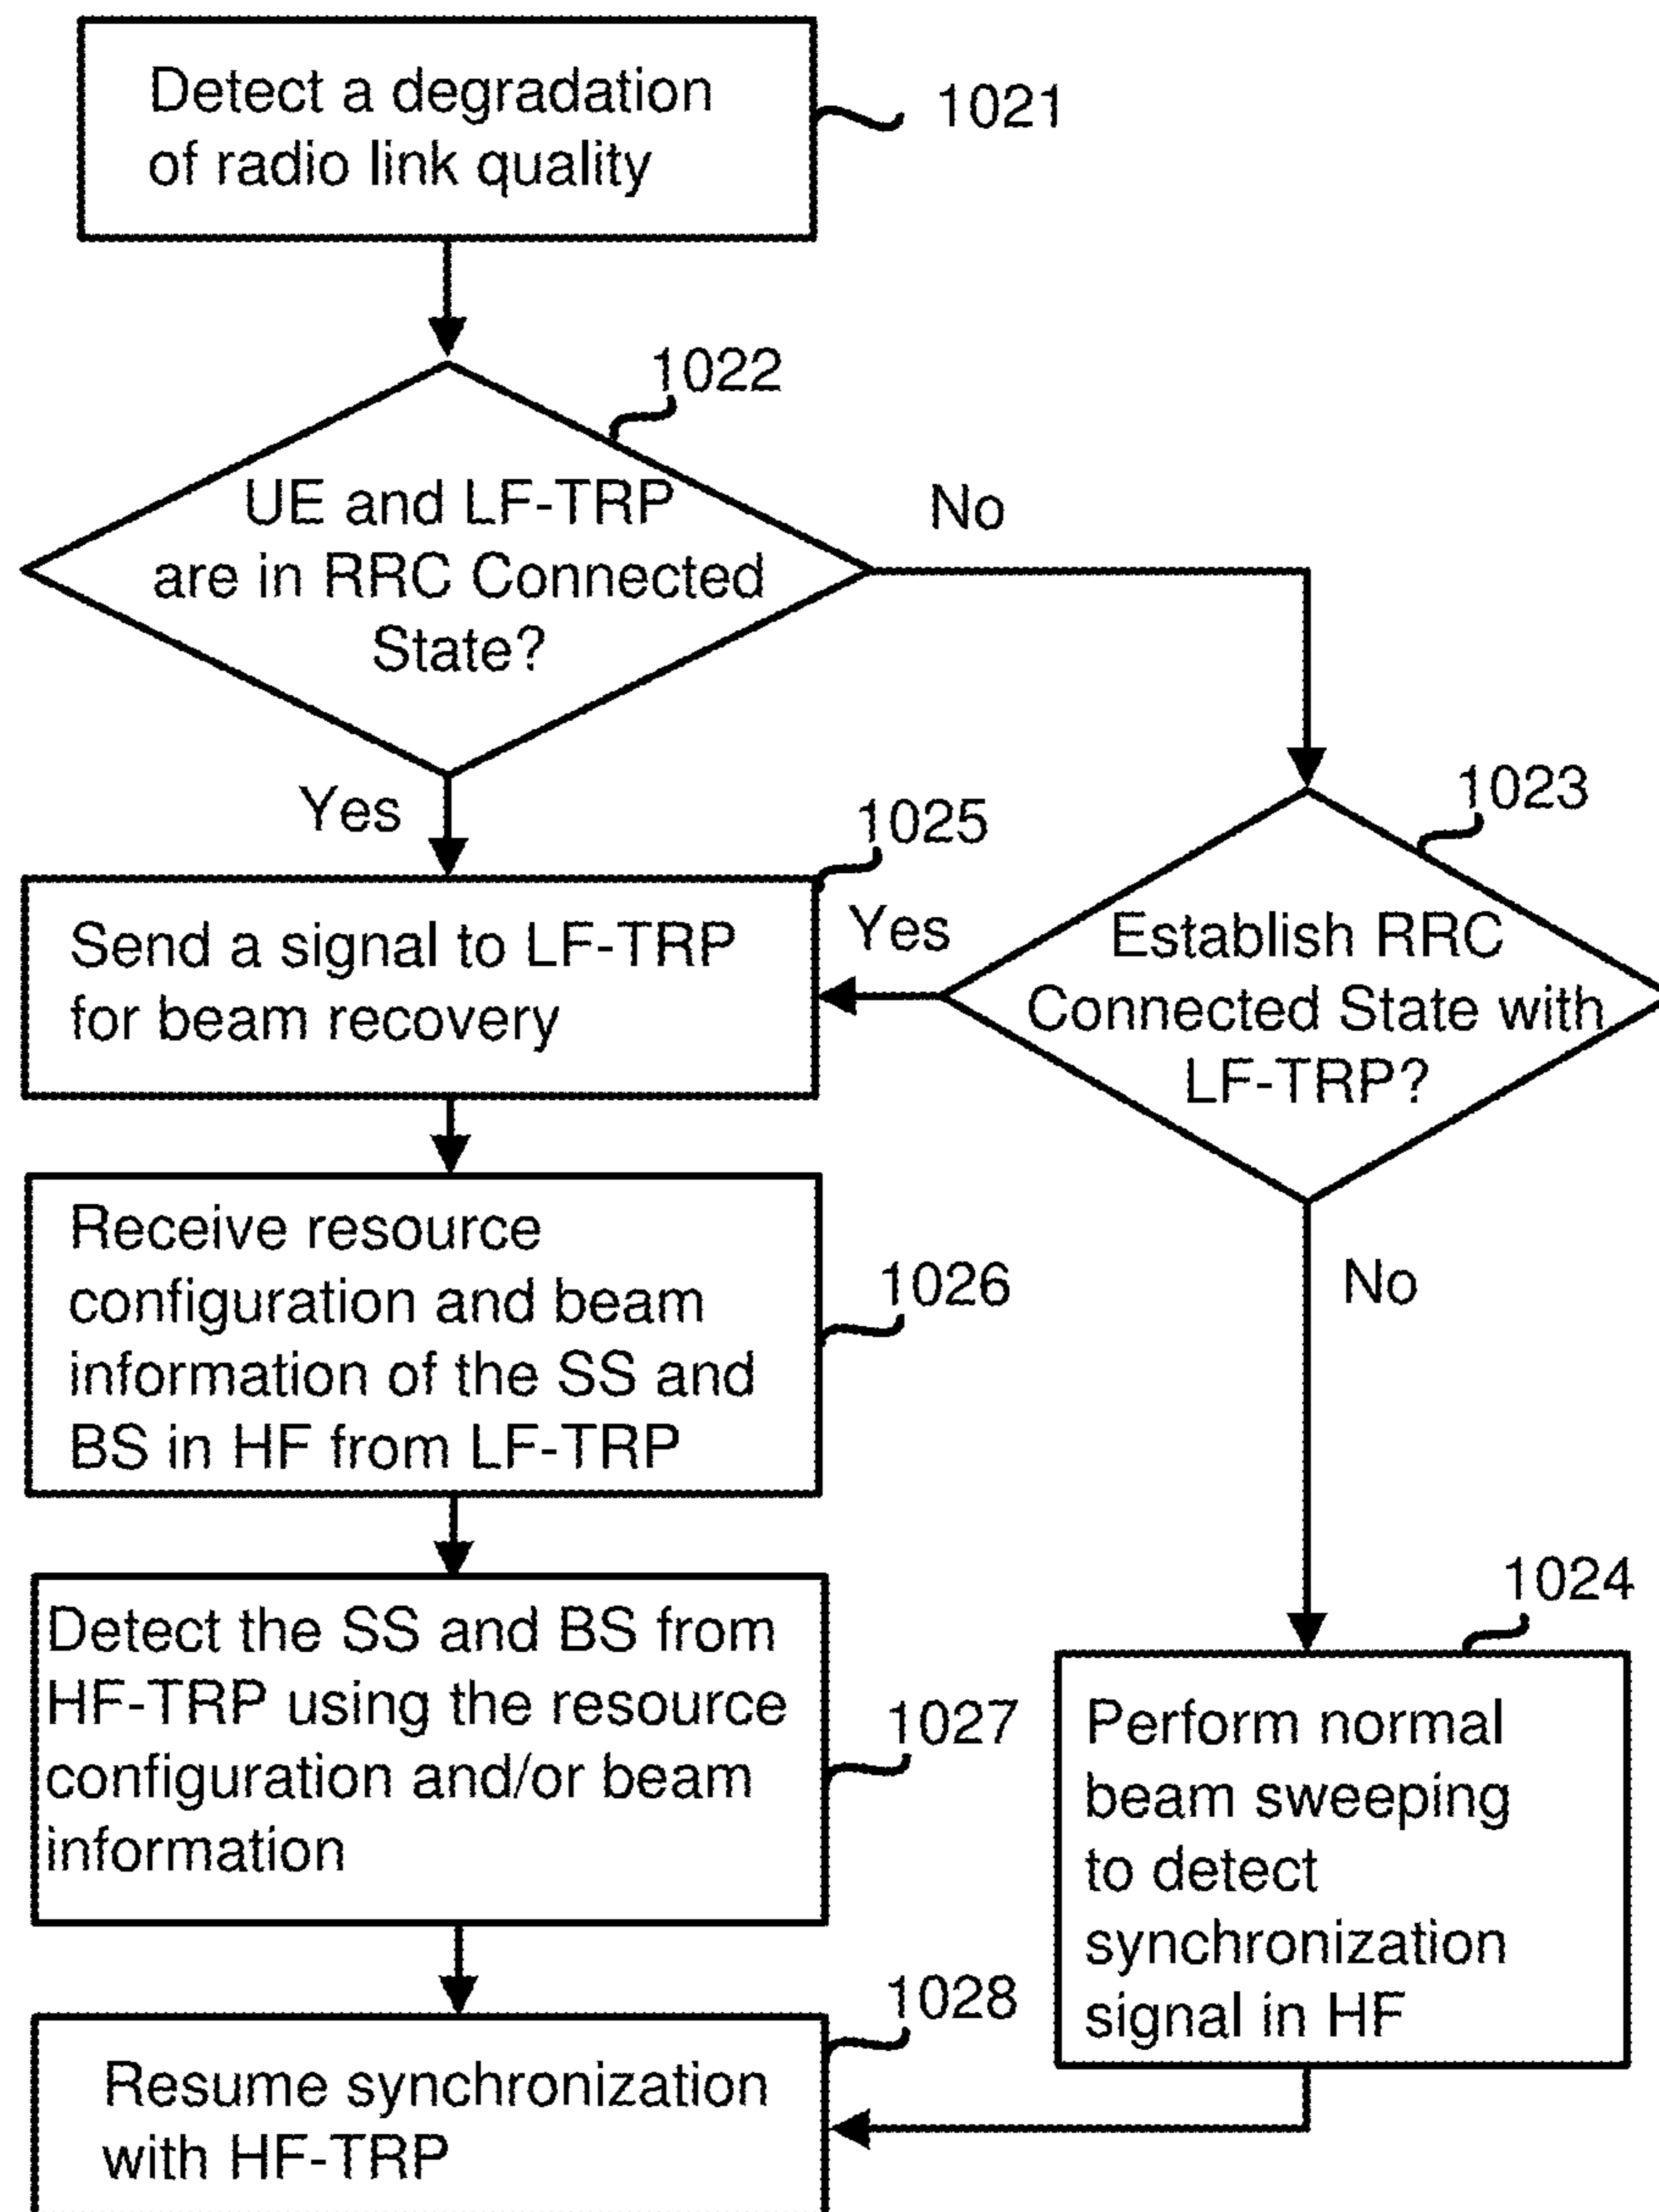 Detect a degradation
of radio link quality
1021
1022
UE and LF-TRP
are in RRC Connected
State?
No
Yes
1023
Establish RRC
Connected State with
LF-TRP?
Yes
No
1025
Send a signal to LF-TRP
for beam recovery
Receive resource
configuration and beam
information of the SS and
BS in HF from LF-TRP
1026
Detect the SS and BS from
HF-TRP using the resource
configuration and/or beam
information
1027
1024
Perform normal
beam sweeping
to detect
synchronization
signal in HF
1028
Resume synchronization
with HF-TRP